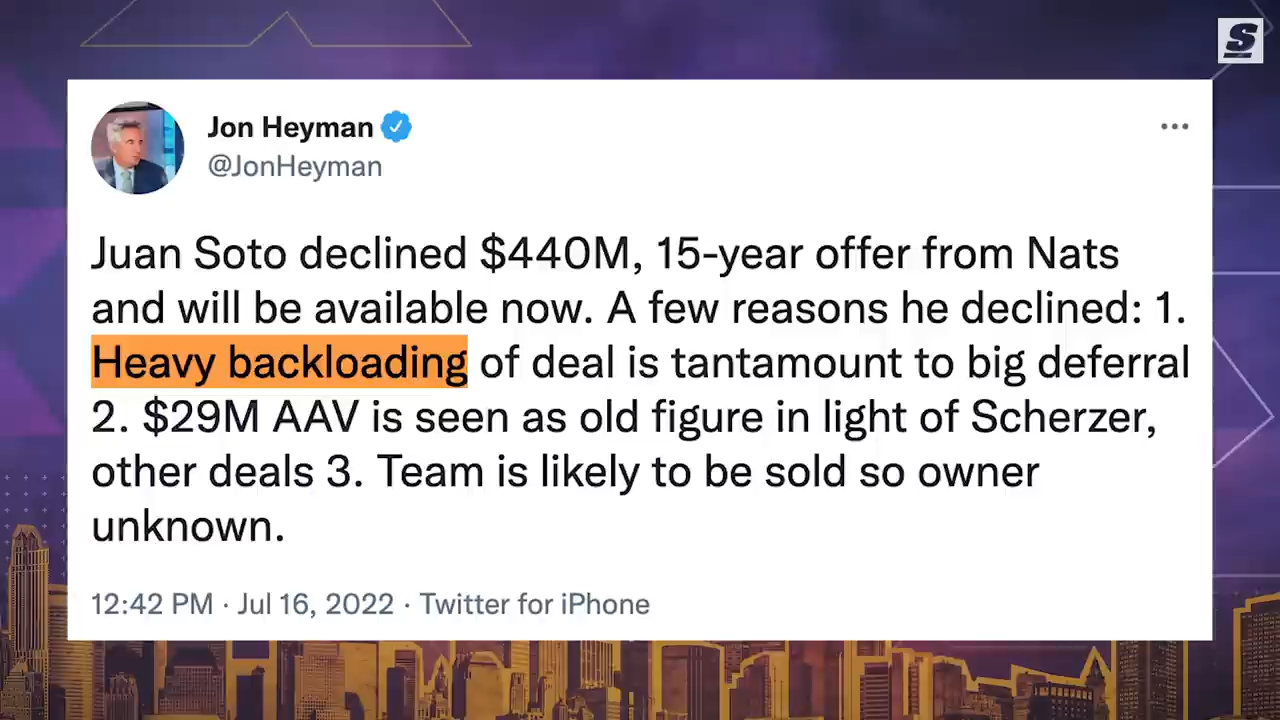 S
Jon Heyman
@JonHeyman
Juan Soto declined $440M, 15-year offer from Nats
and will be available now. A few reasons he declined: 1.
Heavy backloading of deal is tantamount to big deferral
2. $29M AAV is seen as old figure in light of Scherzer,
other deals 3. Team is likely to be sold so owner
unknown.
12:42 PM · Jul 16, 2022 · Twitter for iPhone